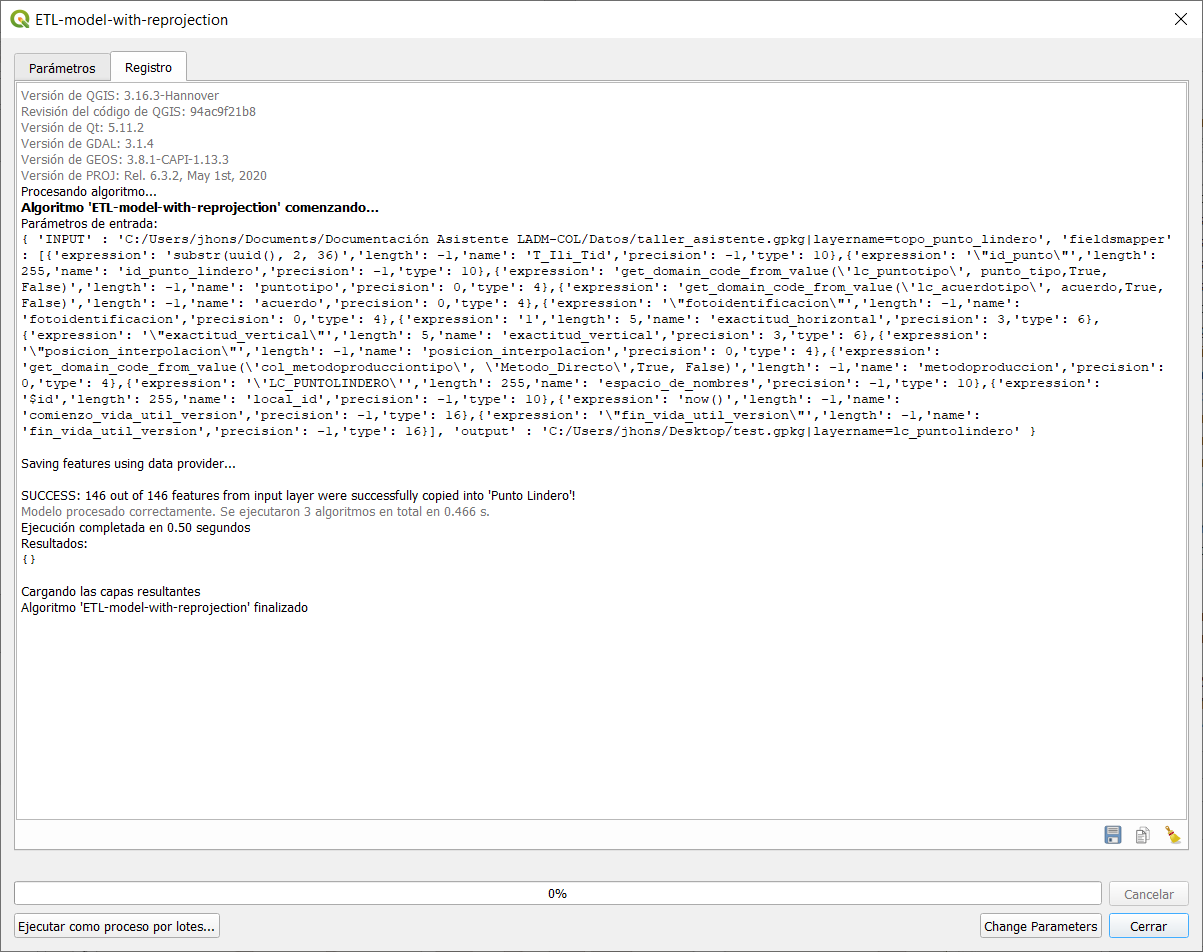 ETL-model-with-reprojection
Parámetros
Registro
Versión de QGIS: 3.16.3-Hannover
Revisión del código de QGIS: 94ac9f21b8
Versión de Qt: 5.11.2
Versión de GDAL: 3.1.4
Versión de GEOS: 3.8.1-CAPI-1.13.3
Versión de PROJ: Rel. 6.3.2, May 1st, 2020
Procesando algoritmo...
Algoritmo 'ETL-model-with-reprojection' comenzando...
Parámetros de entrada:
{ 'INPUT' : 'C:/Users/jhons/Documents/Documentación Asistente LADM-COL/Datos/taller_asistente.gpkg|layername=topo_punto_lindero', 'fieldsmapper'
: [{'expression': 'substr(uuid(), 2, 36)','length': -1,'name': 'T_Ili_Tid','precision': -1,'type': 10},{'expression': '\"id_punto\"','length':
255,'name': 'id_punto_lindero','precision': -1,'type': 10},{'expression': 'get_domain_code_from_value(\'lc_puntotipo\', punto_tipo,True,
False)','length': -1,'name': 'puntotipo','precision': 0,'type': 4},{'expression': 'get_domain_code_from_value(\'lc_acuerdotipo\', acuerdo,True,
False)','length': -1,'name': 'acuerdo','precision': 0,'type': 4},{'expression': '\"fotoidentificacion\"','length': -1,'name':
'fotoidentificacion','precision': 0,'type': 4},{'expression': '1','length': 5,'name': 'exactitud_horizontal','precision': 3,'type': 6},
{'expression': '\"exactitud_vertical\"','length': 5,'name': 'exactitud_vertical','precision': 3,'type': 6},{'expression':
'\"posicion_interpolacion\"','length': -1,'name': 'posicion_interpolacion','precision': 0,'type': 4},{'expression':
'get_domain_code_from_value(\'col_metodoproducciontipo\', \'Metodo_Directo\',True, False)','length': -1,'name': 'metodoproduccion','precision':
0,'type': 4},{'expression': '\'LC_PUNTOLINDERO\'','length': 255,'name': 'espacio_de_nombres','precision': -1,'type': 10},{'expression':
'$id','length': 255,'name': 'local_id','precision': -1,'type': 10},{'expression': 'now()','length': -1,'name':
'comienzo_vida_util_version','precision': -1,'type': 16},{'expression': '\"fin_vida_util_version\"','length': -1,'name':
'fin_vida_util_version','precision': -1,'type': 16}], 'output' : 'C:/Users/jhons/Desktop/test.gpkg|layername=lc_puntolindero' }
Saving features using data provider...
SUCCESS: 146 out of 146 features from input layer were successfully copied into 'Punto Lindero'!
Modelo procesado correctamente. Se ejecutaron 3 algoritmos en total en 0.466 s.
Ejecución completada en 0.50 segundos
Resultados:
{}
Cargando las capas resultantes
Algoritmo 'ETL-model-with-reprojection' finalizado
0%
Cancelar
Ejecutar como proceso por lotes...
Change Parameters
Cerrar